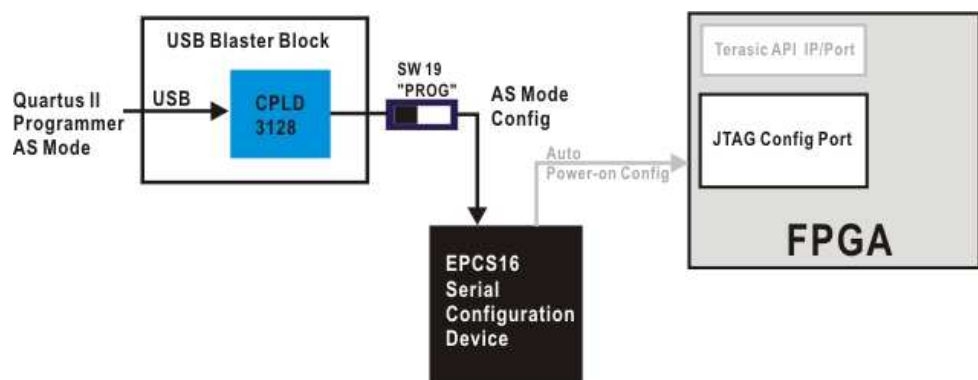 USB Blaster Block
Quartus II
Programmer
AS Mode
USB
CPLD
3128
SW 19
"PROG"
AS Mode
Config
Auto
Power-on Config
EPCS16
Serial
Configuration
Device
Terasic API IP/Port
JTAG Config Port
FPGA